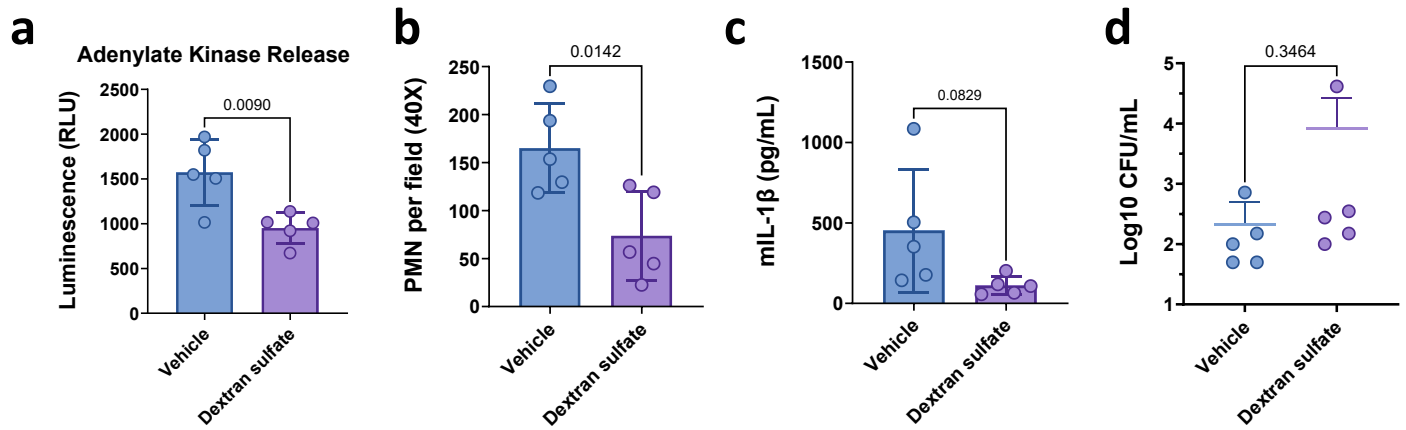 a
Adenylate Kinase Release
Luminescence (RLU)
2500
2000
1500
1000
500
0
0.0090
Vehicle
Dextran sulfate
b
PMN per field (40X)
250
200
150
100
50
0
0.0142
Vehicle
Dextran sulfate
c
mIL-1β (pg/mL)
1500
1000
500
0
0.0829
Vehicle
Dextran sulfate
d
Log10 CFU/mL
5
4
3
2
1
0.3464
Vehicle
Dextran sulfate